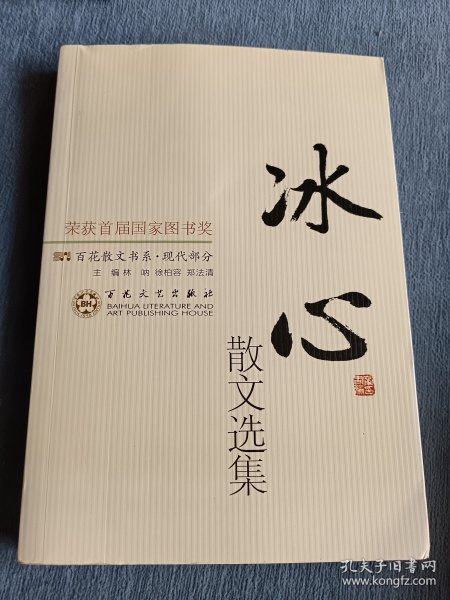 冰心
散文选集
荣获首届国家图书奖
百花散文书系·现代部分
主 编 林 呐 徐柏容 郑法清
BH
百花文艺出版社
BAIHUA LITERATURE AND
ART PUBLISHING HOUSE
孔夫子旧书网
www.kongfz.com